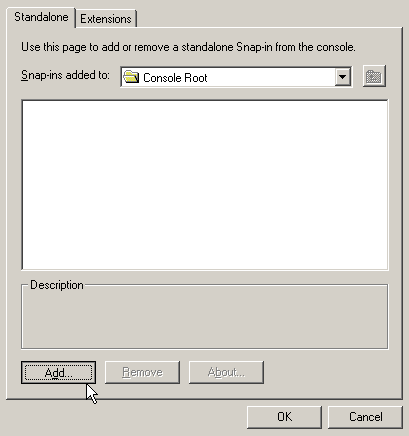 Standalone Extensions
Use this page to add or remove a standalone Snap-in from the console.
Snap-ins added to: Console Root
Description
Add... Remove About...
OK Cancel